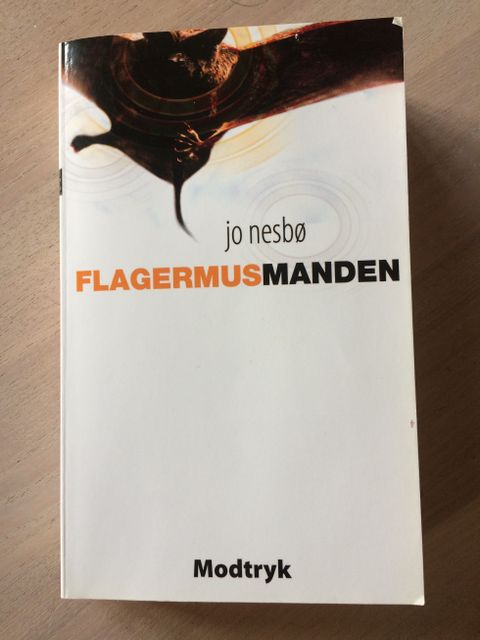 jo nesbø
FLAGERMUSMANDEN
Modtryk